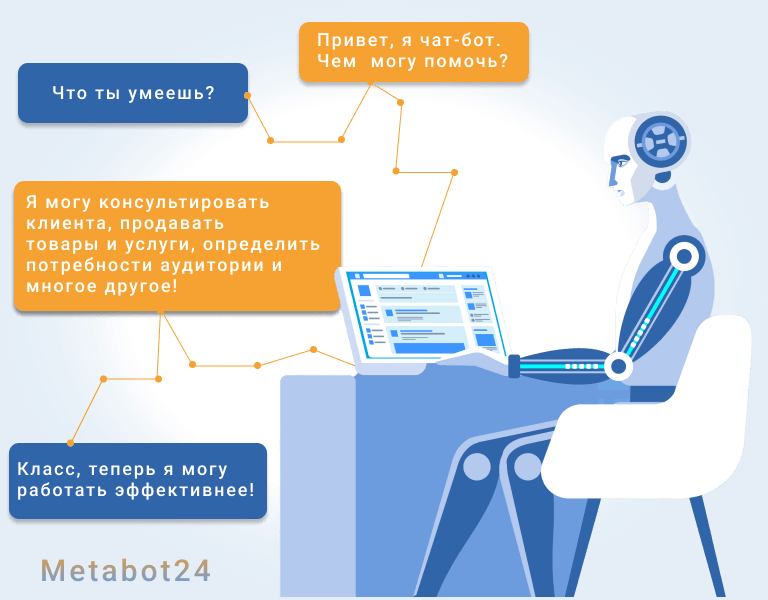 Привет, я чат-бот.
Чем могу помочь?
Что ты умеешь?
Я могу консультировать
клиента, продавать
товары и услуги, определить
потребности аудитории и
многое другое!
Класс, теперь я могу
работать эффективнее!
Metabot24